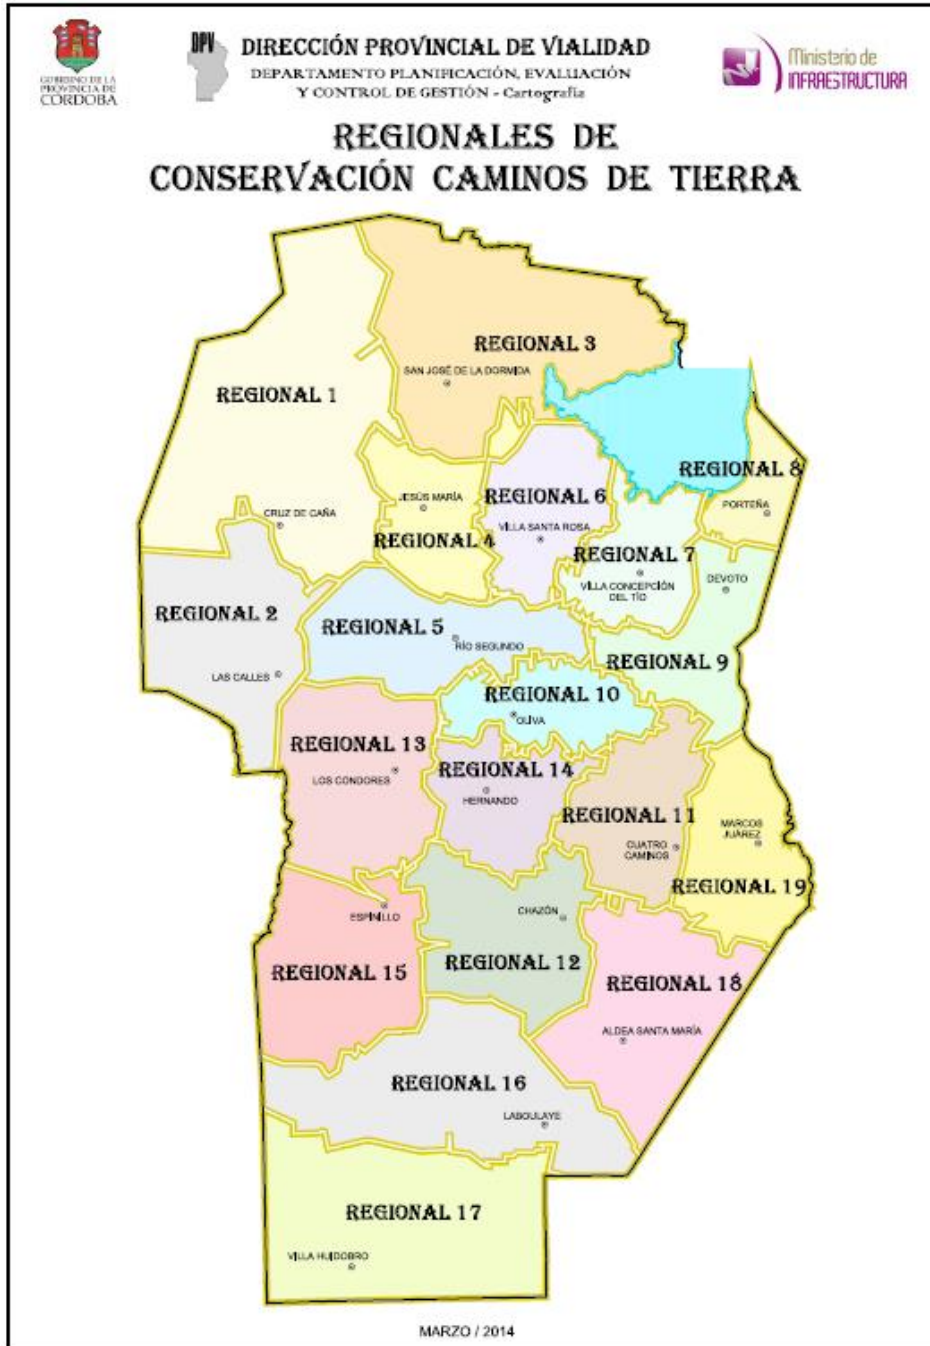 GOBIERNO DE LA
PROVINCIA DE
CÓRDOBA
DPV
DIRECCIÓN PROVINCIAL DE VIALIDAD
DEPARTAMENTO PLANIFICACIÓN, EVALUACIÓN
Y CONTROL DE GESTIÓN - Cartografía
Ministerio de
INFRAESTRUCTURA
REGIONALES DE
CONSERVACIÓN CAMINOS DE TIERRA
REGIONAL 3
SAN JOSÉ DE LA DORMIDA
REGIONAL 1
REGIONAL 8
PORTEÑA
JESÚS MARÍA
REGIONAL 4
REGIONAL 6
VILLA SANTA ROSA
CRUZ DE CAÑA
REGIONAL 7
VILLA CONCEPCIÓN
DEL TÍO
DEVOTO
REGIONAL 2
LAS CALLES
REGIONAL 5
RÍO SEGUNDO
REGIONAL 9
REGIONAL 10
OLIVA
REGIONAL 13
LOS CONDORES
REGIONAL 14
HERNANDO
REGIONAL 11
CUATRO
CAMINOS
MARCOS
JUÁREZ
REGIONAL 19
ESPINILLO
REGIONAL 15
CHAZÓN
REGIONAL 12
REGIONAL 18
ALDEA SANTA MARÍA
REGIONAL 16
LABOULAYE
REGIONAL 17
VILLA HUIDOBRO
MARZO / 2014